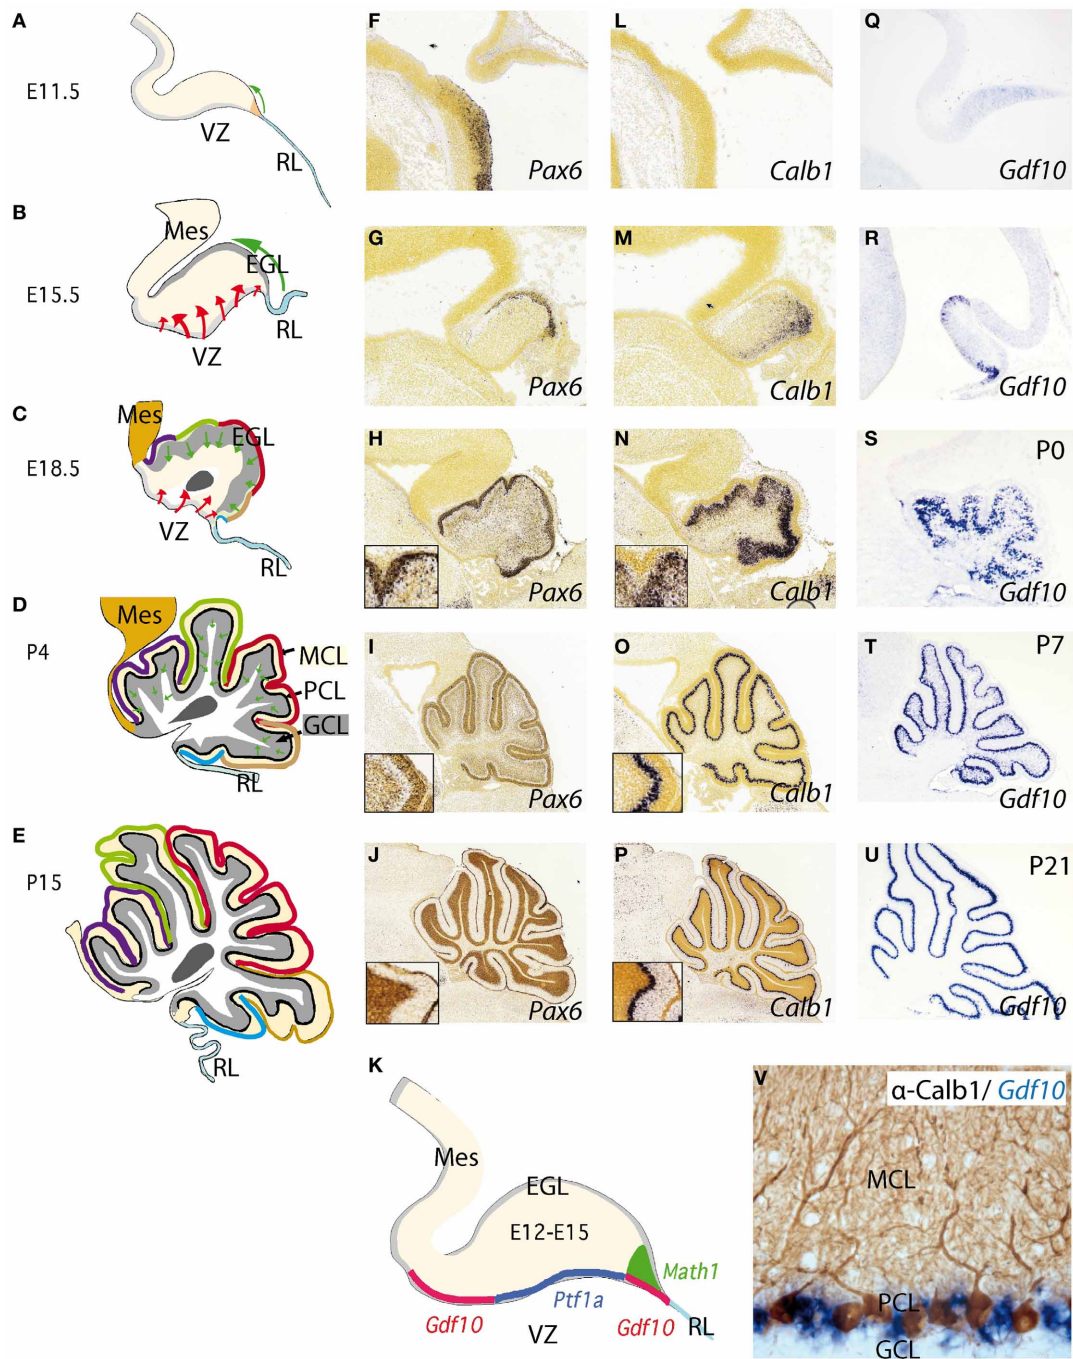 A
E11.5
VZ
RL
F
Pax6
L
Calb1
Q
Gdf10
B
Mes
E15.5
EGL
RL
VZ
G
Pax6
M
Calb1
R
Gdf10
C
Mes
E18.5
EGL
VZ
RL
H
Pax6
N
Calb1
S
P0
Gdf10
D
Mes
P4
MCL
PCL
GCL
RL
I
Pax6
O
Calb1
T
P7
Gdf10
E
P15
RL
J
Pax6
P
Calb1
U
P21
Gdf10
K
Mes
EGL
E12-E15
Math1
Ptf1a
Gdf10
Gdf10
VZ
RL
V
α-Calb1/ Gdf10
MCL
PCL
GCL